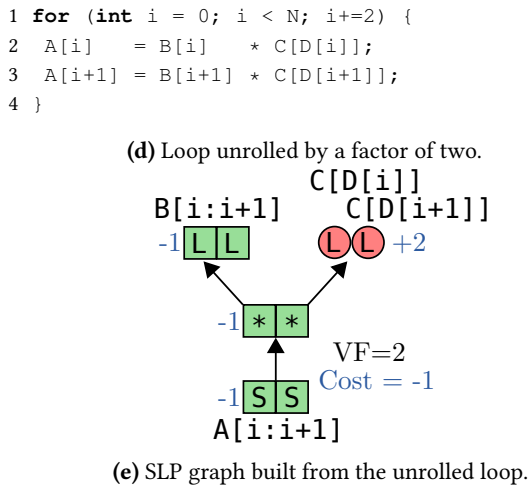 1 for (int i = 0; i < N; i+=2) {
2 A[i]   = B[i]   * C[D[i]];
3 A[i+1] = B[i+1] * C[D[i+1]];
4 }
(d) Loop unrolled by a factor of two.
C[D[i]]
B[i:i+1] C[D[i+1]]
-1 L L L L +2
-1 * *
VF=2
Cost = -1
-1 S S
A[i:i+1]
(e) SLP graph built from the unrolled loop.